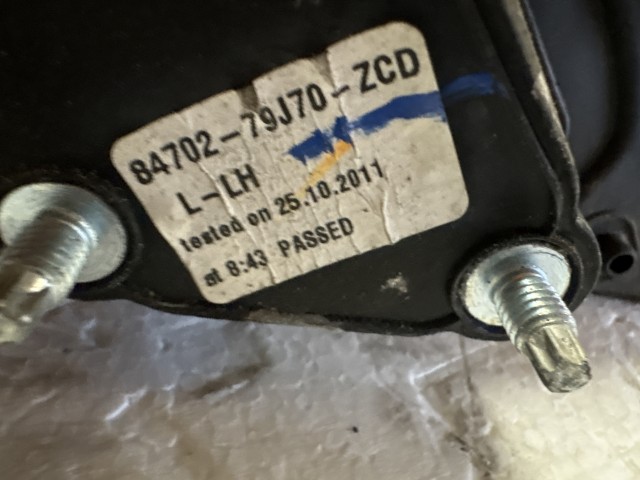 84702-79J70-ZCD
L-LH
tested on 25.10.2011
at 8:43 PASSED